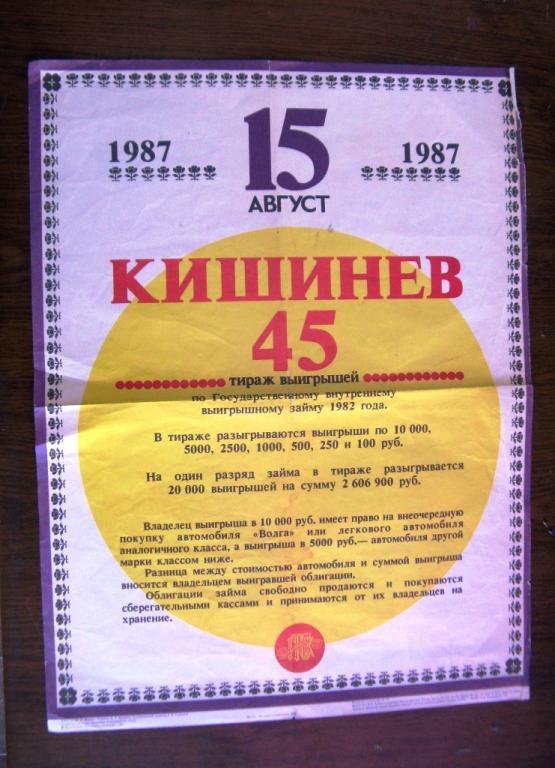 15
1987 1987
АВГУСТ
КИШИНЕВ
45
тираж выигрышей
по Государственному внутреннему
выигрышному займу 1982 года.
В тираже разыгрываются выигрыши по 10 000,
5000, 2500, 1000, 500, 250 и 100 руб.
На один разряд займа в тираже разыгрывается
20 000 выигрышей на сумму 2 606 900 руб.
Владелец выигрыша в 10 000 руб. имеет право на внеочередную
покупку автомобиля «Волга» или легкового автомобиля
аналогичного класса, а выигрыша в 5000 руб.— автомобиля другой
марки классом ниже.
Разница между стоимостью автомобиля и суммой выигрыша
вносится владельцем выигравшей облигации.
Облигации займа свободно продаются и покупаются
сберегательными кассами и принимаются от их владельцев на
хранение.